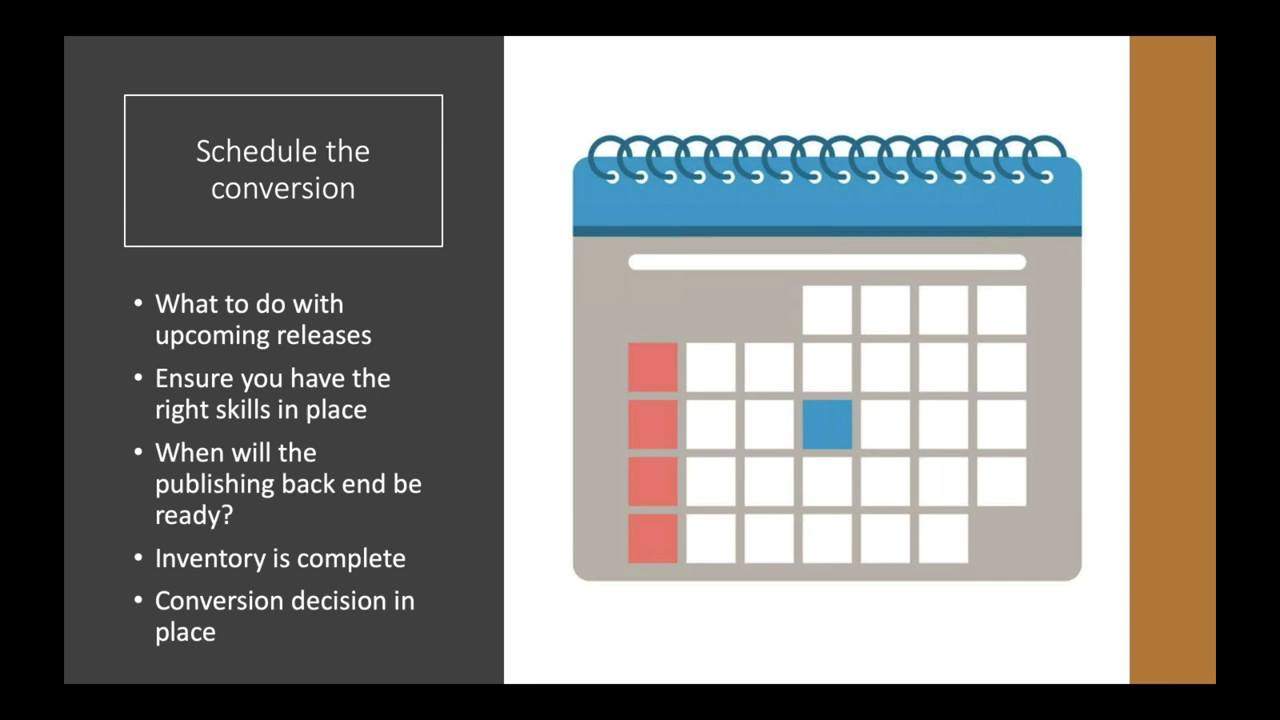 Schedule the
conversion
• What to do with
upcoming releases
• Ensure you have the
right skills in place
• When will the
publishing back end be
ready?
• Inventory is complete
• Conversion decision in
place